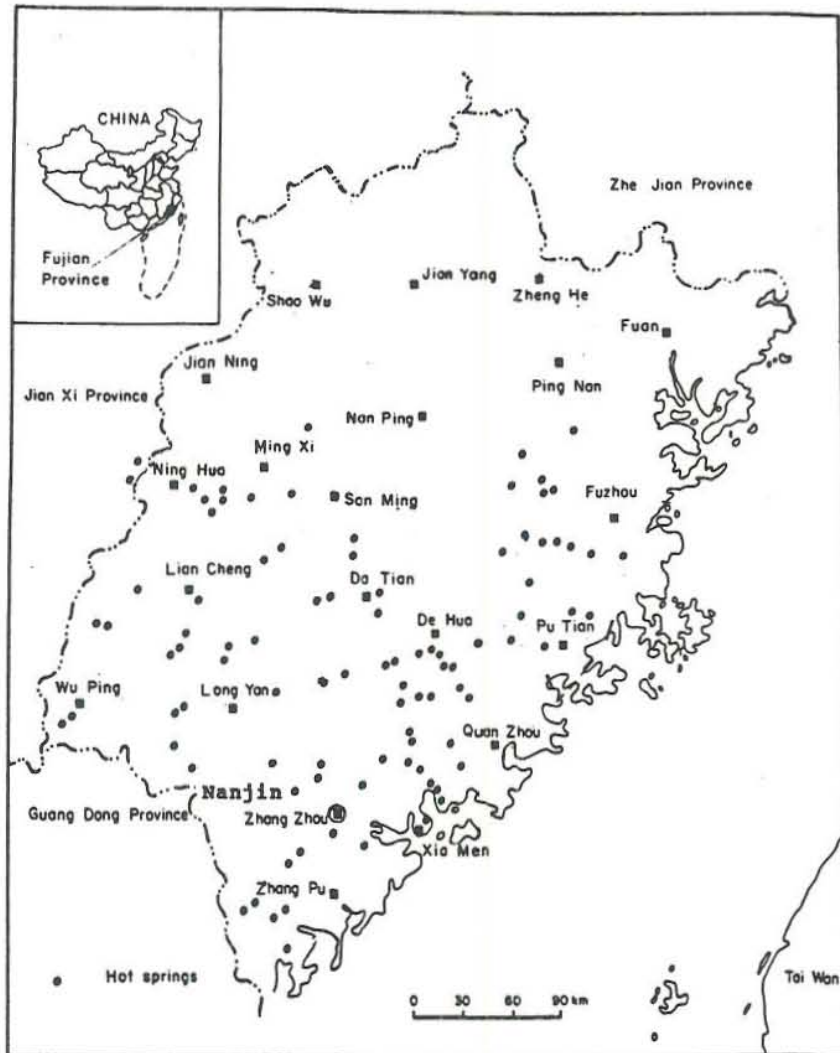 CHINA
Fujian
Province
Zhe Jian Province
Shao Wu
Jian Yang
Zheng He
Fuan
Jian Ning
Jian Xi Province
Ping Nan
Nan Ping
Ming Xi
Ning Hua
San Ming
Fuzhou
Lian Cheng
Da Tian
De Hua
Pu Tian
Wu Ping
Long Yan
Quan Zhou
Nanjin
Guang Dong Province
Zhang Zhou
Xia Men
Zhang Pu
Hot springs
Tai Wan
0 30 60 90 km